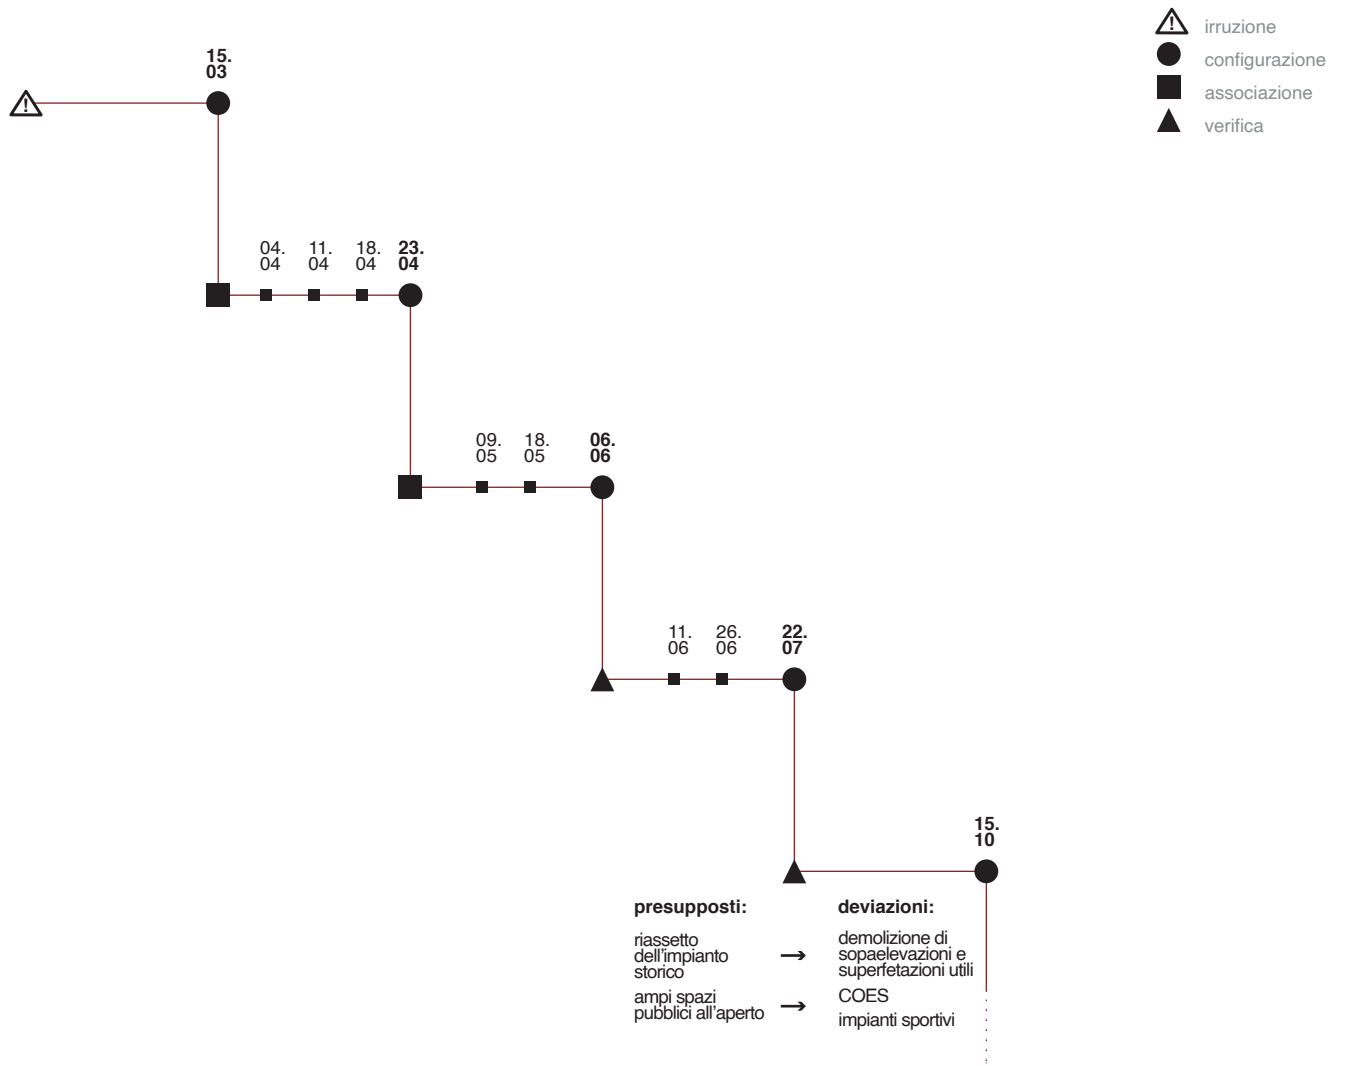 irruzione
configurazione
associazione
verifica
15.
03
04.
04
11.
04
18.
04
23.
04
09.
05
18.
05
06.
06
11.
06
26.
06
22.
07
15.
10
presupposti:
riassetto
dell'impianto
storico
ampi spazi
pubblici all'aperto
deviazioni:
demolizione di
sopaelevazioni e
superfetazioni utili
COES
impianti sportivi